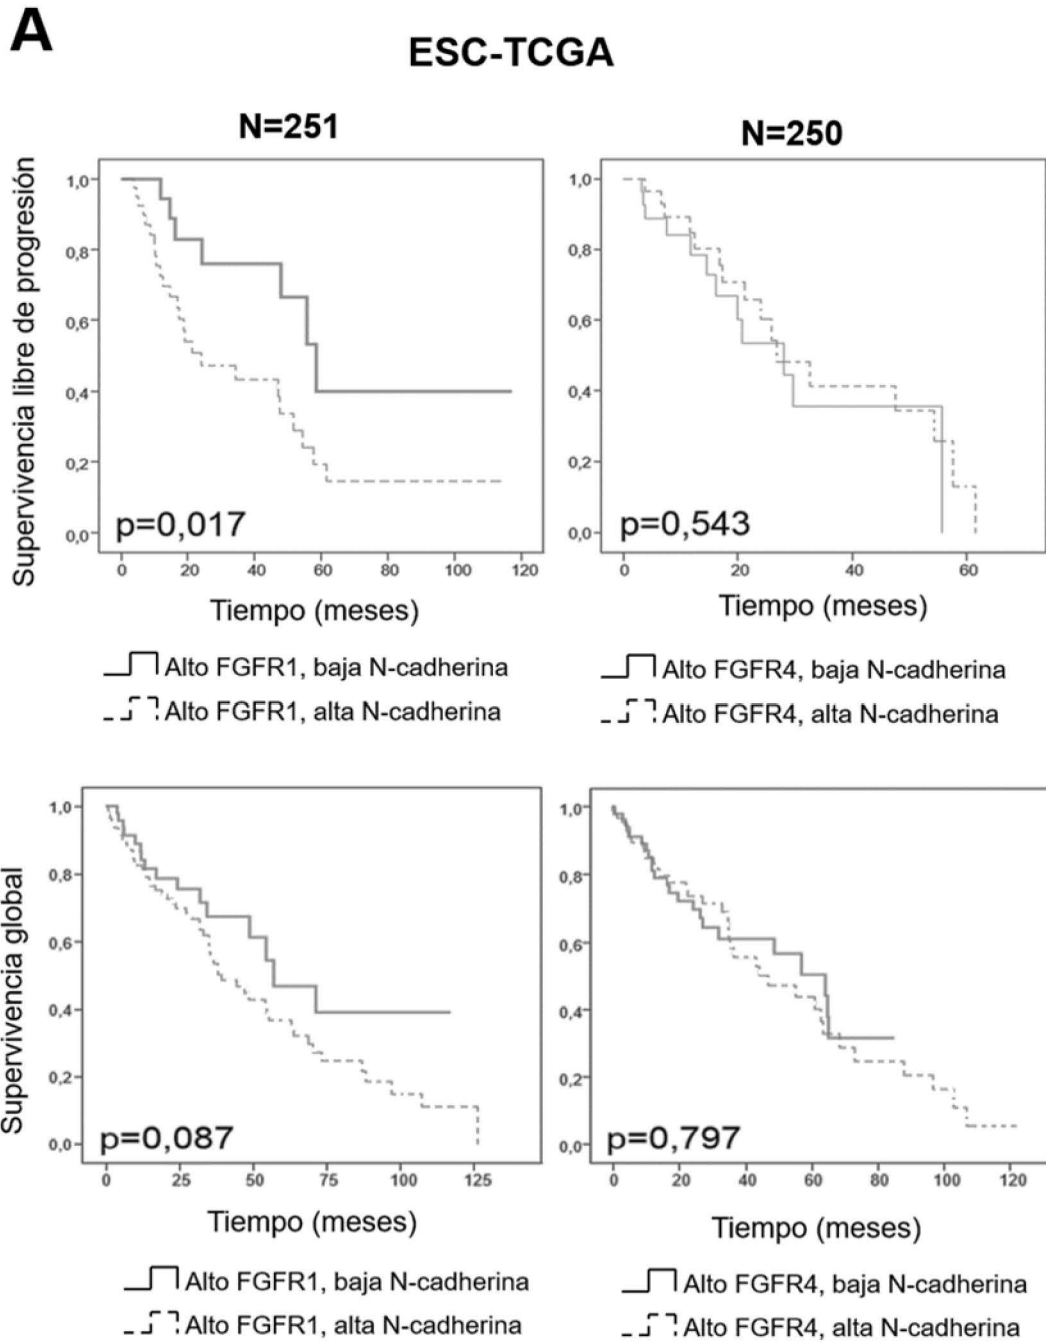 A
ESC-TCGA
N=251
N=250
Supervivencia libre de progresión
1,0
0,8
0,6
0,4
0,2
0,0
p=0,017
0 20 40 60 80 100 120
Tiempo (meses)
Alto FGFR1, baja N-cadherina
Alto FGFR1, alta N-cadherina
1,0
0,8
0,6
0,4
0,2
0,0
p=0,543
0 20 40 60
Tiempo (meses)
Alto FGFR4, baja N-cadherina
Alto FGFR4, alta N-cadherina
Supervivencia global
1,0
0,8
0,6
0,4
0,2
0,0
p=0,087
0 25 50 75 100 125
Tiempo (meses)
Alto FGFR1, baja N-cadherina
Alto FGFR1, alta N-cadherina
1,0
0,8
0,6
0,4
0,2
0,0
p=0,797
0 20 40 60 80 100 120
Tiempo (meses)
Alto FGFR4, baja N-cadherina
Alto FGFR4, alta N-cadherina